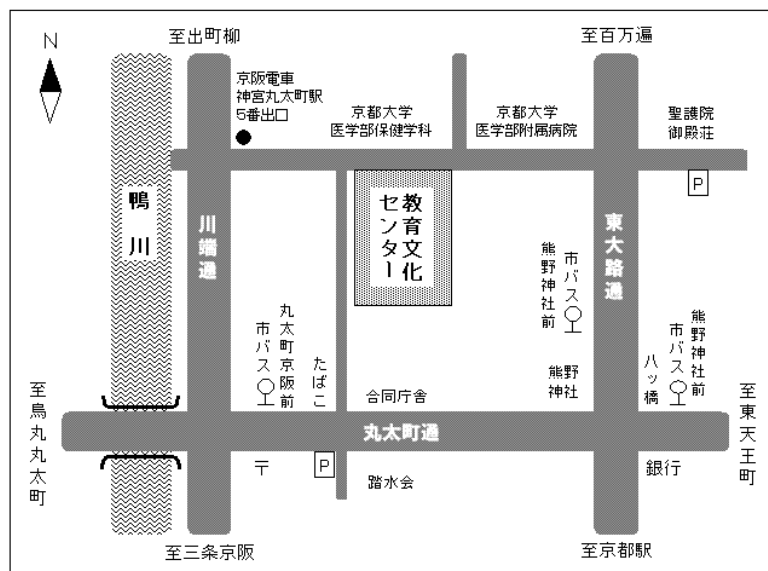 N
至出町柳
至百万遍
京阪電車
神宮丸太町駅
5番出口
京都大学
医学部保健学科
京都大学
医学部附属病院
聖護院
御殿荘
P
鴨川
川端通
教育文化
センター
東大路通
市バス
熊野神社前
熊野神社前
市バス
八ッ橋
丸太町京阪前
市バス
たばこ
合同庁舎
熊野
神社
至烏丸丸太町
丸太町通
至東天王町
〒
P
踏水会
銀行
至三条京阪
至京都駅